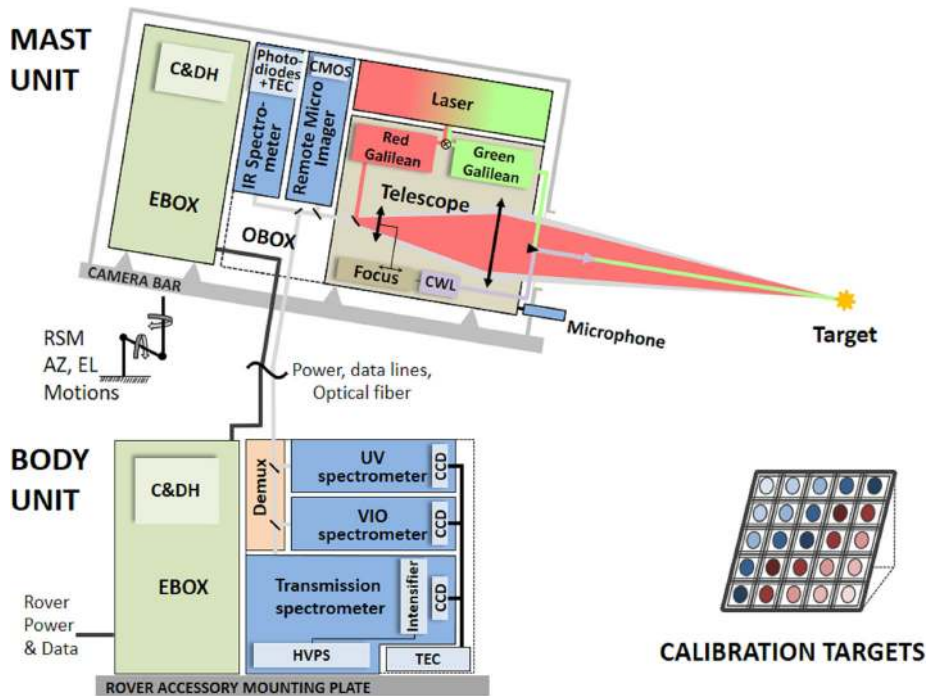 MAST
UNIT
C&DH
EBOX
Photo-
diodes
+TEC
IR Spectro-
meter
CMOS
Remote Micro
Imager
OBOX
Laser
Red
Galilean
Green
Galilean
Telescope
Focus
CWL
CAMERA BAR
Microphone
Target
RSM
AZ, EL
Motions
Power, data lines,
Optical fiber
BODY
UNIT
C&DH
EBOX
Demux
UV
spectrometer
CCD
VIO
spectrometer
CCD
Transmission
spectrometer
Intensifier
CCD
HVPS
TEC
Rover
Power
& Data
ROVER ACCESSORY MOUNTING PLATE
CALIBRATION TARGETS